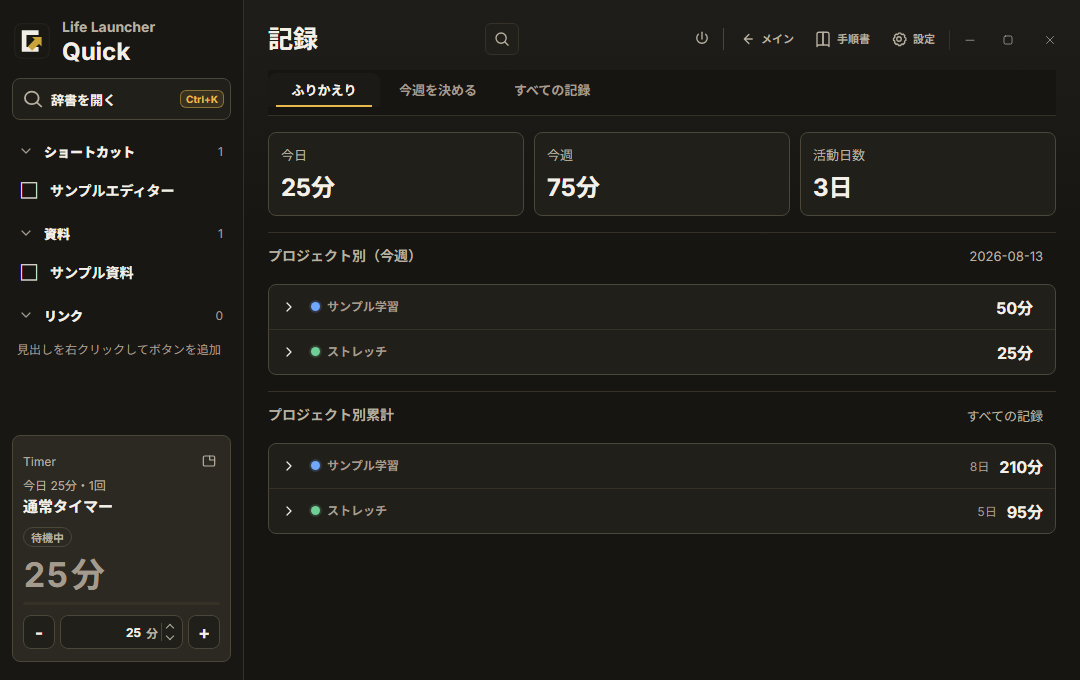 Life Launcher
Quick
辞書を開く Ctrl+K
ショートカット 1
サンプルエディター
資料 1
サンプル資料
リンク 0
見出しを右クリックしてボタンを追加
Timer
今日 25分・1回
通常タイマー
待機中
25分
- 25 分 +
記録
メイン 手順書 設定
ふりかえり 今週を決める すべての記録
今日 今週 活動日数
25分 75分 3日
プロジェクト別（今週） 2026-08-13
サンプル学習 50分
ストレッチ 25分
プロジェクト別累計 すべての記録
サンプル学習 8日 210分
ストレッチ 5日 95分